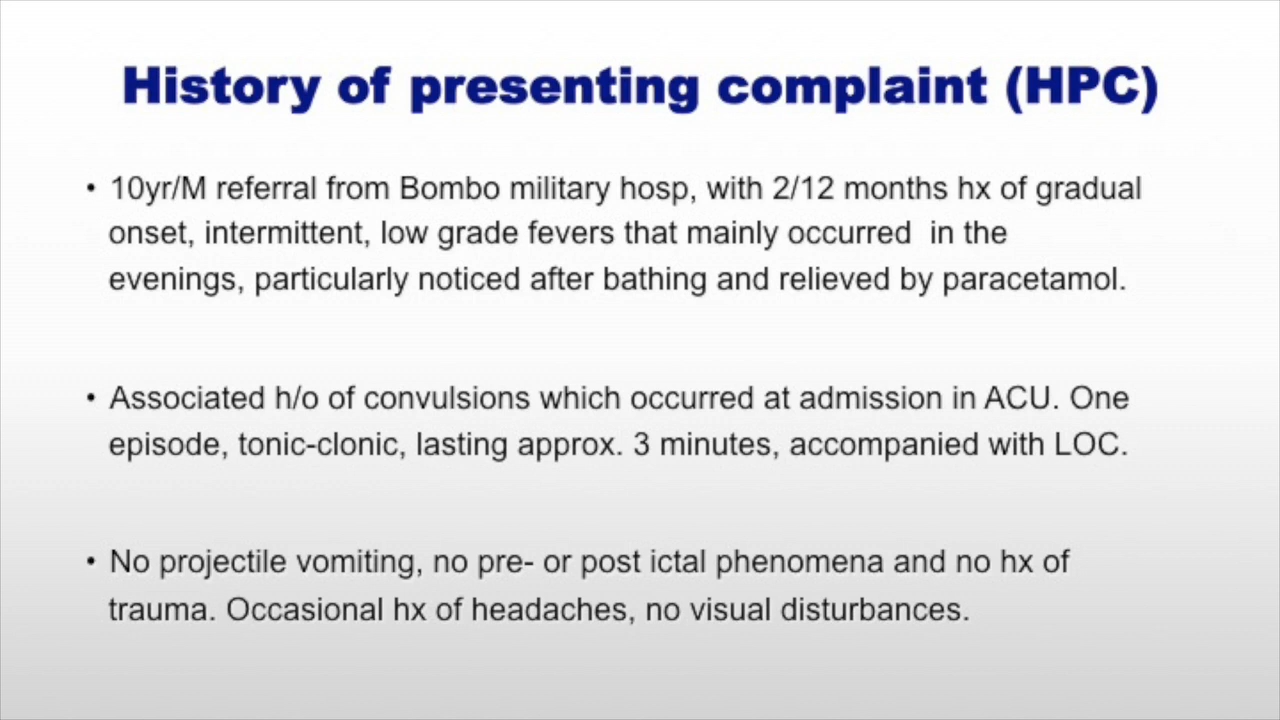 History of presenting complaint (HPC)
• 10yr/M referral from Bombo military hosp, with 2/12 months hx of gradual
onset, intermittent, low grade fevers that mainly occurred  in the
evenings, particularly noticed after bathing and relieved by paracetamol.
• Associated h/o of convulsions which occurred at admission in ACU. One
episode, tonic-clonic, lasting approx. 3 minutes, accompanied with LOC.
• No projectile vomiting, no pre- or post ictal phenomena and no hx of
trauma. Occasional hx of headaches, no visual disturbances.